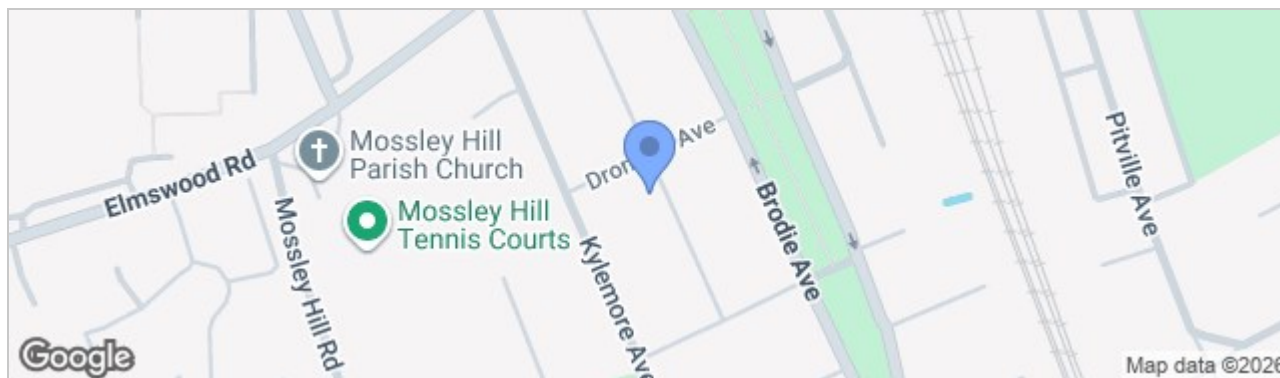 Mossley Hill
Parish Church
Elmswood Rd
Mossley Hill
Tennis Courts
Mossley Hill Rd
Kylemore Ave
Ave
Brodie Ave
Pitville Ave
Google
Map data ©2026